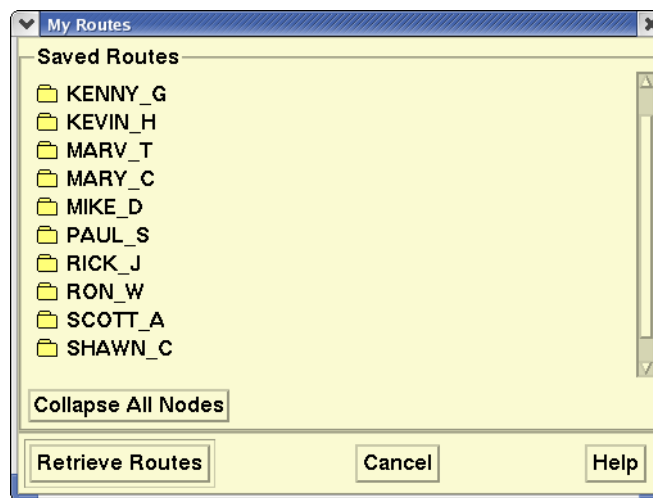 My Routes
Saved Routes
KENNY_G
KEVIN_H
MARV_T
MARY_C
MIKE_D
PAUL_S
RICK_J
RON_W
SCOTT_A
SHAWN_C
Collapse All Nodes
Retrieve Routes Cancel Help